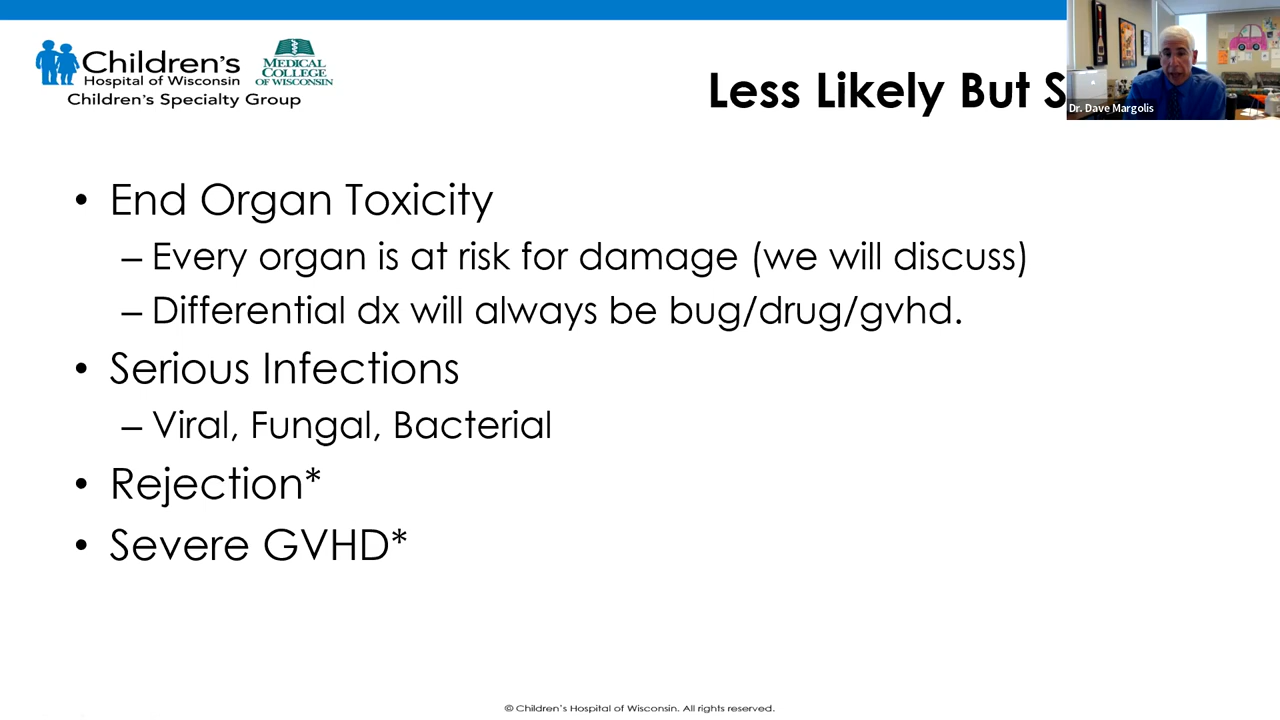 Children's
Hospital of Wisconsin
Children's Specialty Group
MEDICAL
COLLEGE
OF WISCONSIN
Less Likely But S
Dr. Dave Margolis
• End Organ Toxicity
– Every organ is at risk for damage (we will discuss)
– Differential dx will always be bug/drug/gvhd.
• Serious Infections
– Viral, Fungal, Bacterial
• Rejection*
• Severe GVHD*
© Children's Hospital of Wisconsin. All rights reserved.